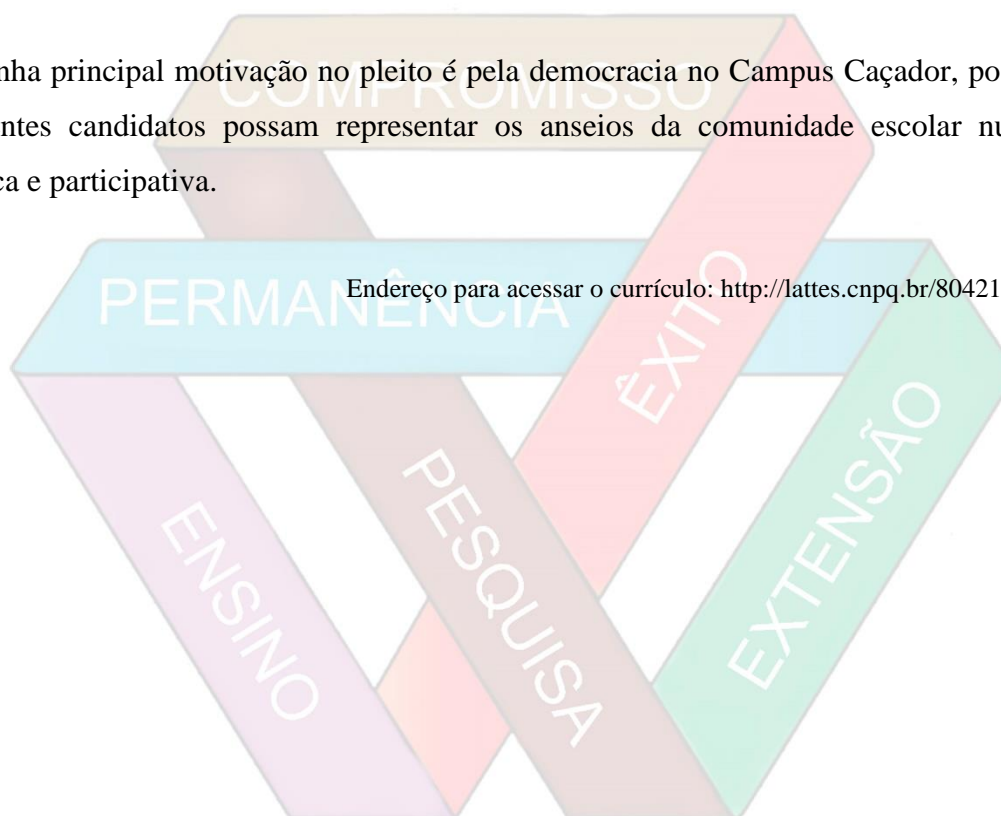 COMPROMISSO
nha principal motivação no pleito é pela democracia no Campus Caçador, po
ntes candidatos possam representar os anseios da comunidade escolar nu
ca e participativa.
PERMANÊNCIA
Endereço para acessar o currículo: http://lattes.cnpq.br/80421
ÊXITO
EXTENSÃO
PESQUISA
ENSINO